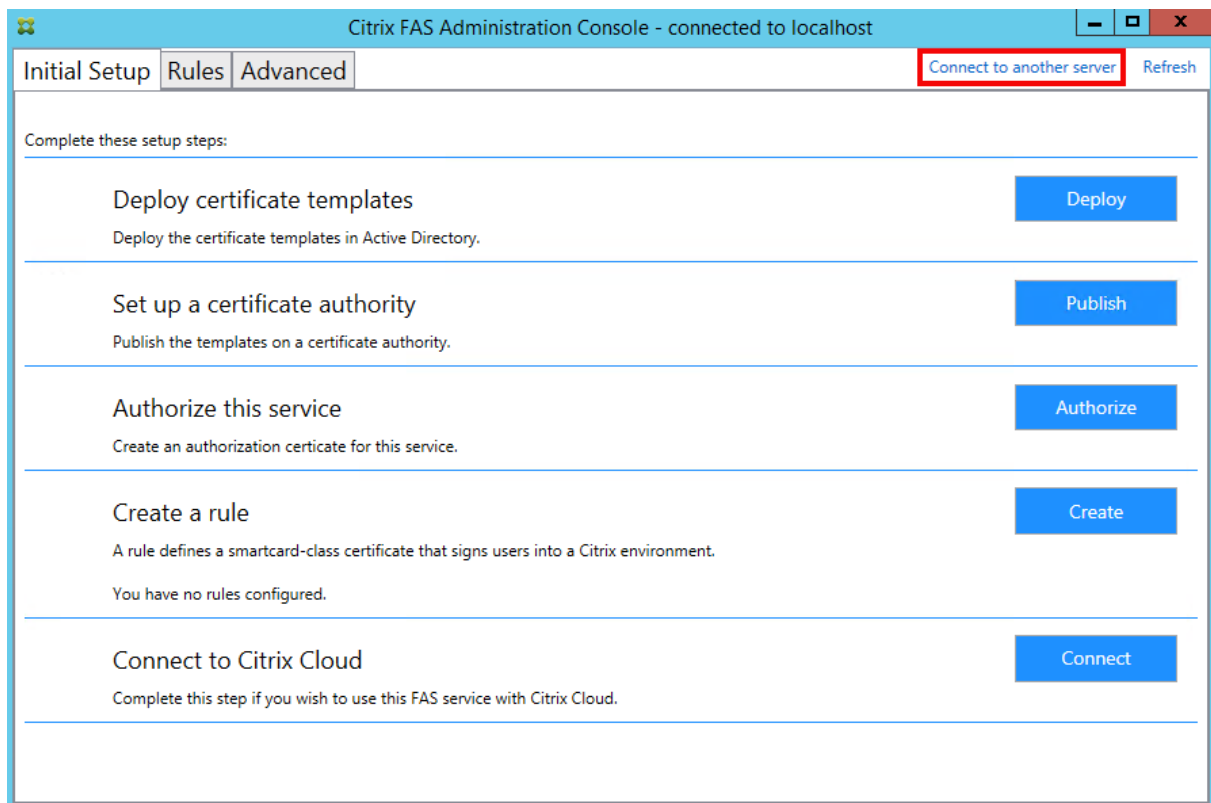 Citrix FAS Administration Console - connected to localhost
Initial Setup Rules Advanced Connect to another server Refresh
Complete these setup steps:
Deploy certificate templates
Deploy
Deploy the certificate templates in Active Directory.
Set up a certificate authority
Publish
Publish the templates on a certificate authority.
Authorize this service
Authorize
Create an authorization certicate for this service.
Create a rule
Create
A rule defines a smartcard-class certificate that signs users into a Citrix environment.
You have no rules configured.
Connect to Citrix Cloud
Connect
Complete this step if you wish to use this FAS service with Citrix Cloud.